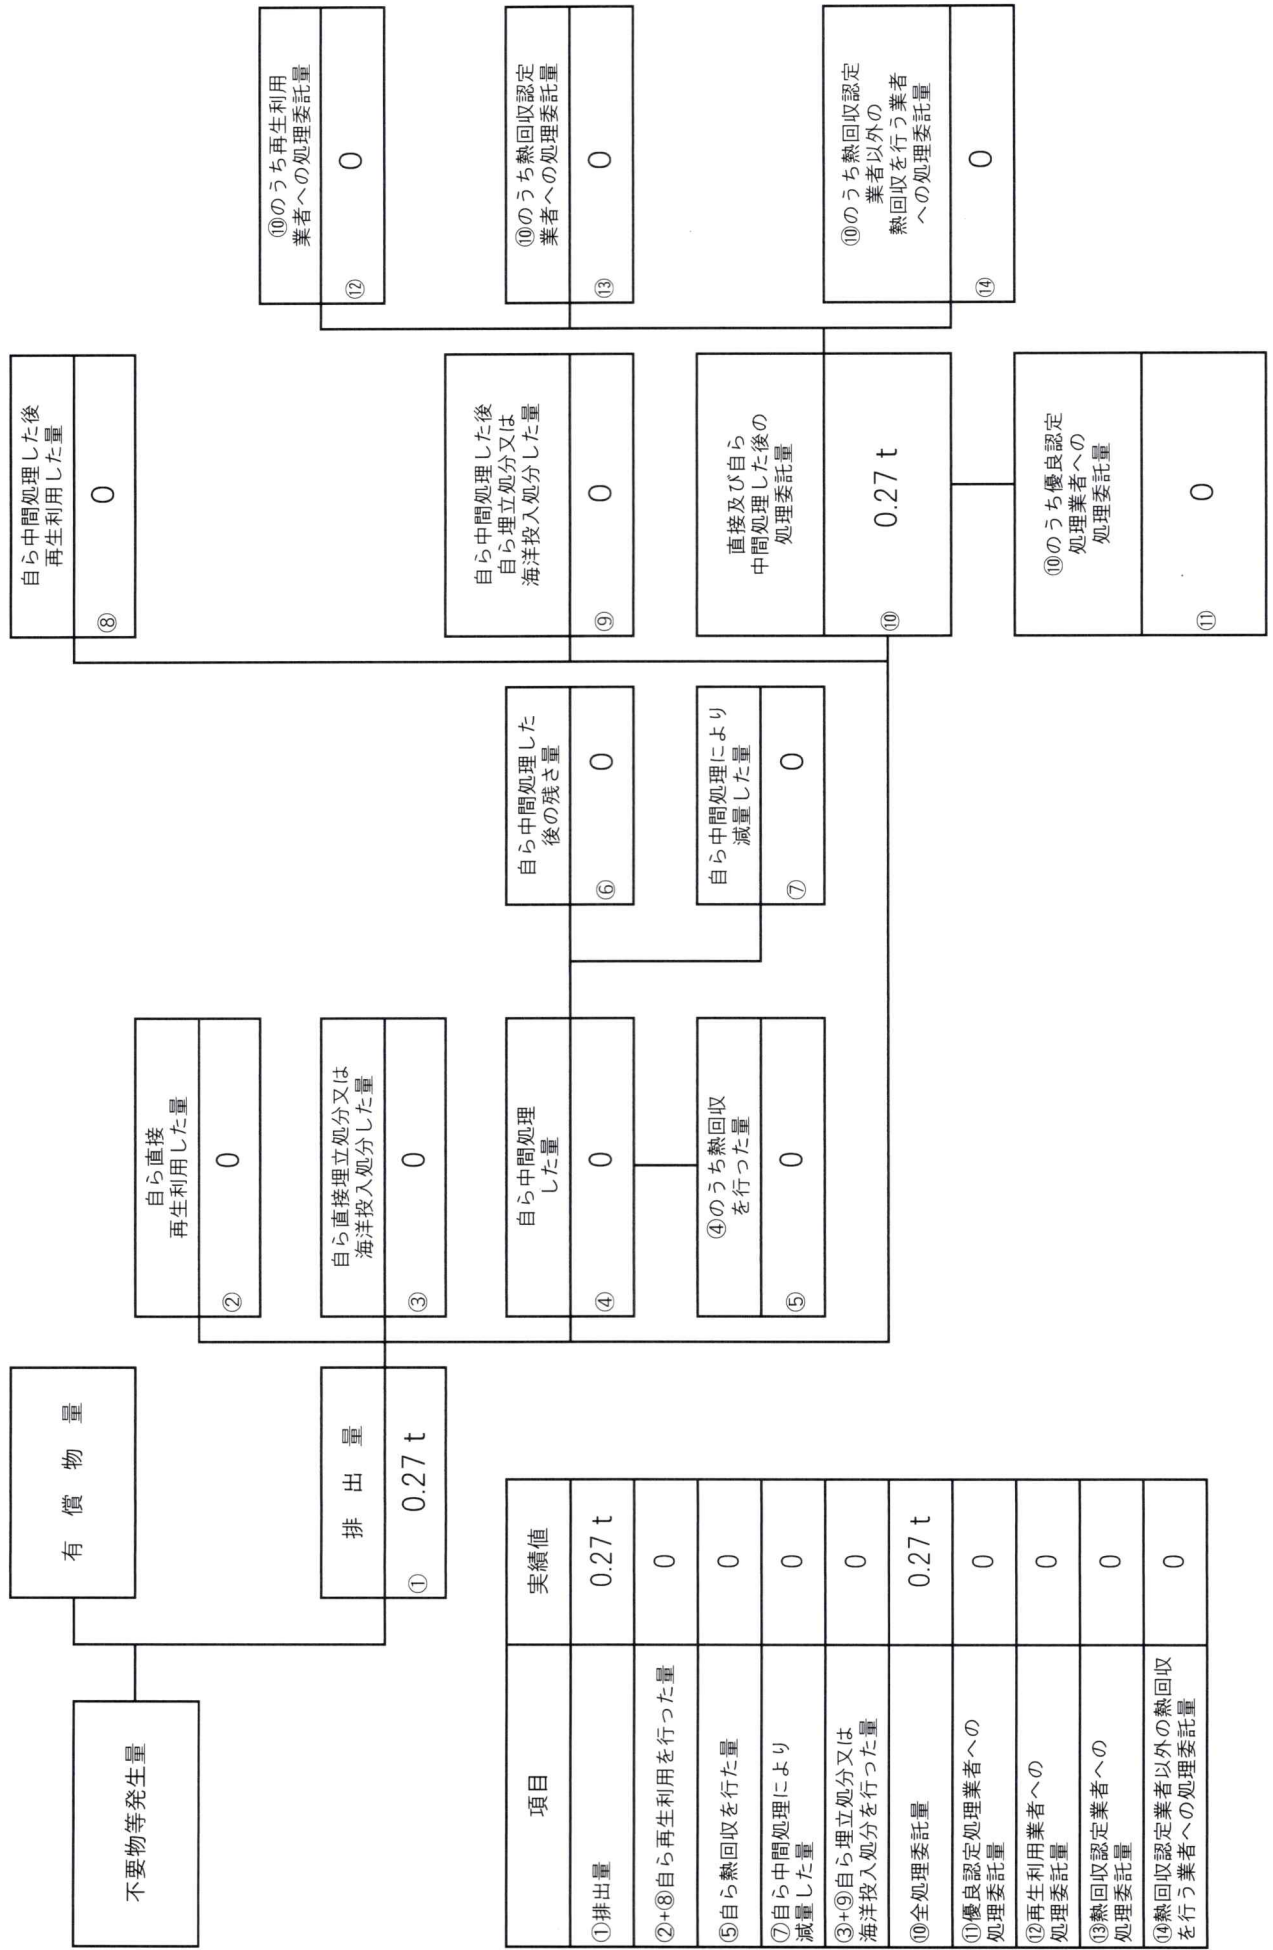 不要物等発生量
有 償 物 量
排 出 量
① 0.27 t
自ら直接
再生利用した量
② 0
自ら直接埋立処分又は
海洋投入処分した量
③ 0
自ら中間処理
した量
④ 0
④のうち熱回収
を行った量
⑤ 0
自ら中間処理した
後の残さ量
⑥ 0
自ら中間処理により
減量した量
⑦ 0
自ら中間処理した後
再生利用した量
⑧ 0
自ら中間処理した後
自ら埋立処分又は
海洋投入処分した量
⑨ 0
直接及び自ら
中間処理した後の
処理委託量
⑩ 0.27 t
⑩のうち優良認定
処理業者への
処理委託量
⑪ 0
⑩のうち再生利用
業者への処理委託量
⑫ 0
⑩のうち熱回収認定
業者への処理委託量
⑬ 0
⑩のうち熱回収認定
業者以外の
熱回収を行う業者
への処理委託量
⑭ 0
項目 実績値
①排出量 0.27 t
②+⑧自ら再生利用を行った量 0
⑤自ら熱回収を行た量 0
⑦自ら中間処理により
減量した量 0
③+⑨自ら埋立処分又は
海洋投入処分を行った量 0
⑩全処理委託量 0.27 t
⑪優良認定処理業者への
処理委託量 0
⑫再生利用業者への
処理委託量 0
⑬熱回収認定業者への
処理委託量 0
⑭熱回収認定業者以外の熱回収
を行う業者への処理委託量 0